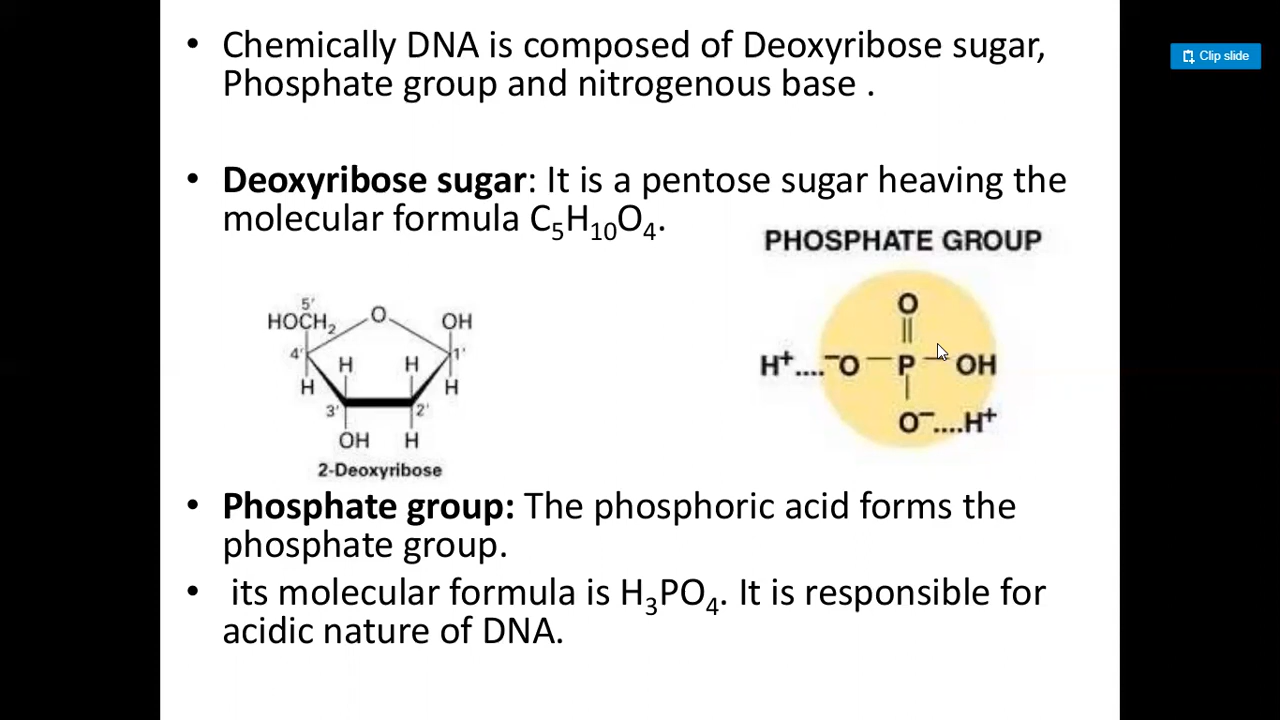 • Chemically DNA is composed of Deoxyribose sugar,
Phosphate group and nitrogenous base .
Clip slide
• Deoxyribose sugar: It is a pentose sugar heaving the
molecular formula C₅H₁₀O₄.
PHOSPHATE GROUP
5'
HOCH₂
O
OH
4'
1'
H
H
H
H
3'
2'
OH
H
2-Deoxyribose
O
H⁺....⁻O
P
OH
O⁻....H⁺
• Phosphate group: The phosphoric acid forms the
phosphate group.
• its molecular formula is H₃PO₄. It is responsible for
acidic nature of DNA.